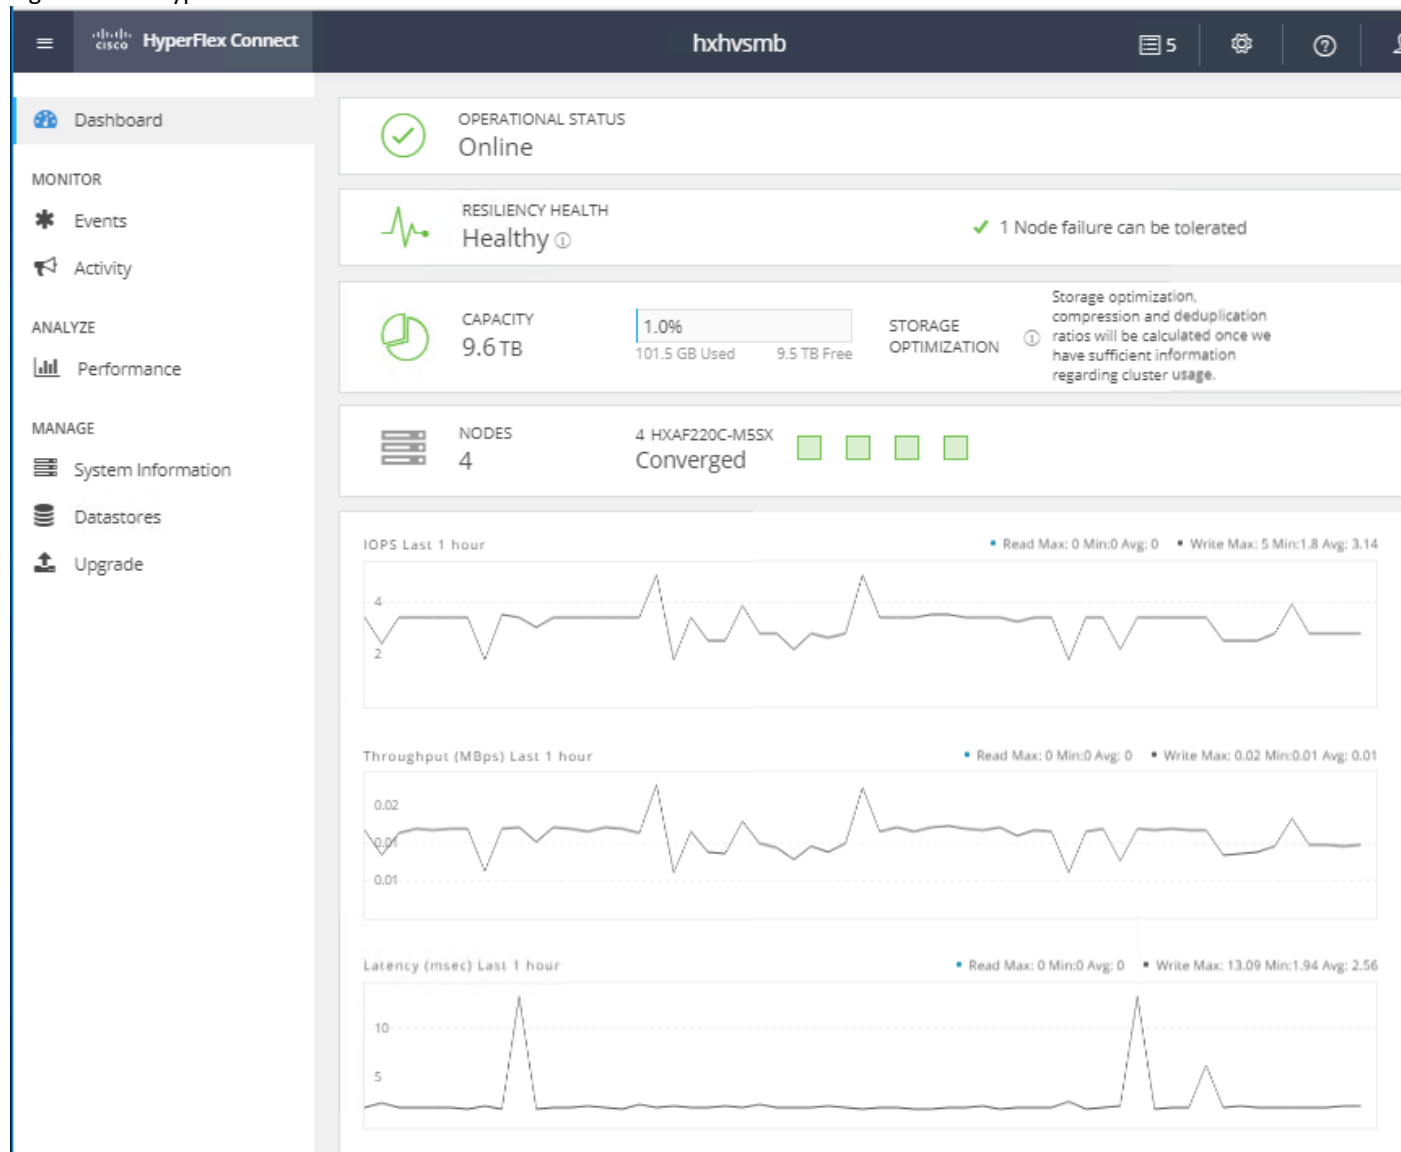 cisco HyperFlex Connect
hxhvsmb
5
Dashboard
MONITOR
Events
Activity
ANALYZE
Performance
MANAGE
System Information
Datastores
Upgrade
OPERATIONAL STATUS
Online
RESILIENCY HEALTH
Healthy
1 Node failure can be tolerated
CAPACITY
9.6 TB
1.0%
101.5 GB Used 9.5 TB Free
STORAGE
OPTIMIZATION
Storage optimization,
compression and deduplication
ratios will be calculated once we
have sufficient information
regarding cluster usage.
NODES
4
4 HXAF220C-M5SX
Converged
IOPS Last 1 hour
Read Max: 0 Min:0 Avg: 0 Write Max: 5 Min:1.8 Avg: 3.14
4
2
Throughput (MBps) Last 1 hour
Read Max: 0 Min:0 Avg: 0 Write Max: 0.02 Min:0.01 Avg: 0.01
0.02
0.01
0.01
Latency (msec) Last 1 hour
Read Max: 0 Min:0 Avg: 0 Write Max: 13.09 Min:1.94 Avg: 2.56
10
5